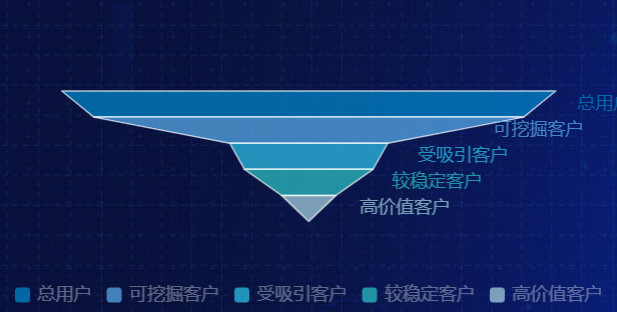 总用户
可挖掘客户
受吸引客户
较稳定客户
高价值客户
总用户 可挖掘客户 受吸引客户 较稳定客户 高价值客户